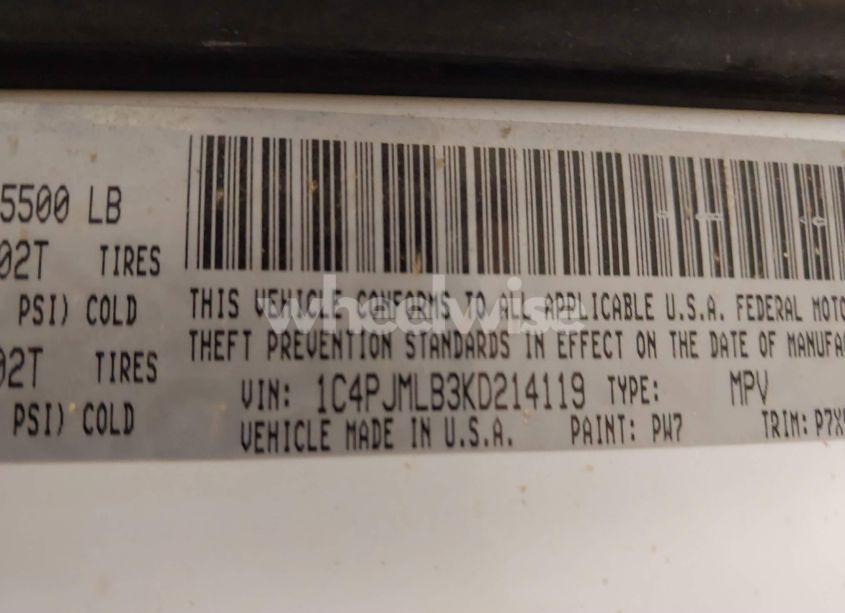 5500 LB
02T TIRES
PSI) COLD
02T TIRES
PSI) COLD
THIS VEHICLE CONFORMS TO ALL APPLICABLE U.S.A. FEDERAL MOTO
THEFT PREVENTION STANDARDS IN EFFECT ON THE DATE OF MANUFA
VIN: 1C4PJMLB3KD214119 TYPE: MPV
VEHICLE MADE IN U.S.A. PAINT: PW7 TRIM: P7X
wheelwise